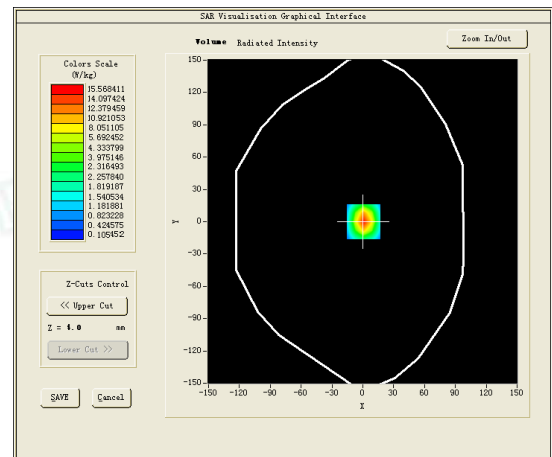 SAR Visualisation Graphical Interface
Volume Radiated Intensity
Zoom In/Out
Colors Scale
(W/kg)
15.568411
14.097424
12.379459
10.921053
8.051105
5.692452
4.333799
3.975146
2.316493
2.257840
1.819187
1.540534
1.181881
0.823228
0.424575
0.105452
Z-Cuts Control
<< Upper Cut
Z = 4.0 mm
Lower Cut >>
SAVE Cancel
150
120
90
60
30
0
-30
-60
-90
-120
-150
Y
-150 -120 -90 -60 -30 0 30 60 90 120 150
X